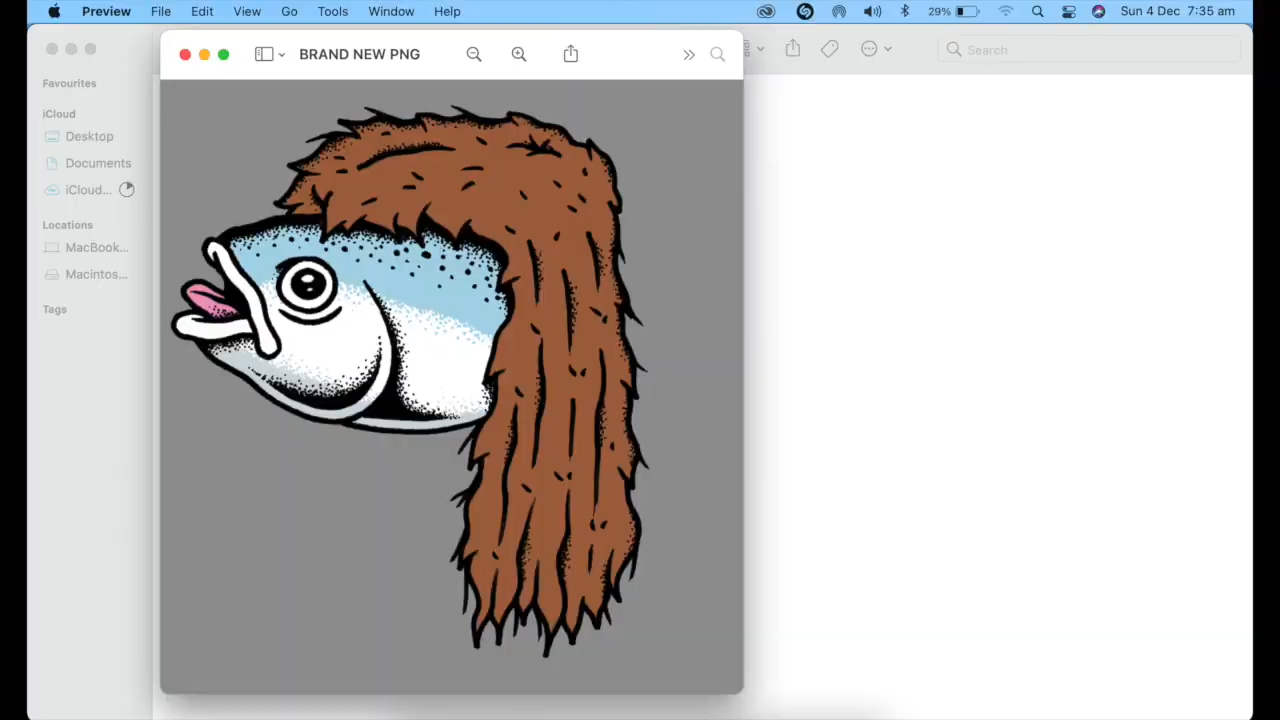 Preview File Edit View Go Tools Window Help 29% Sun 4 Dec 7:35 am
BRAND NEW PNG
Search
Favourites
iCloud
Desktop
Documents
iCloud...
Locations
MacBook...
Macintos...
Tags